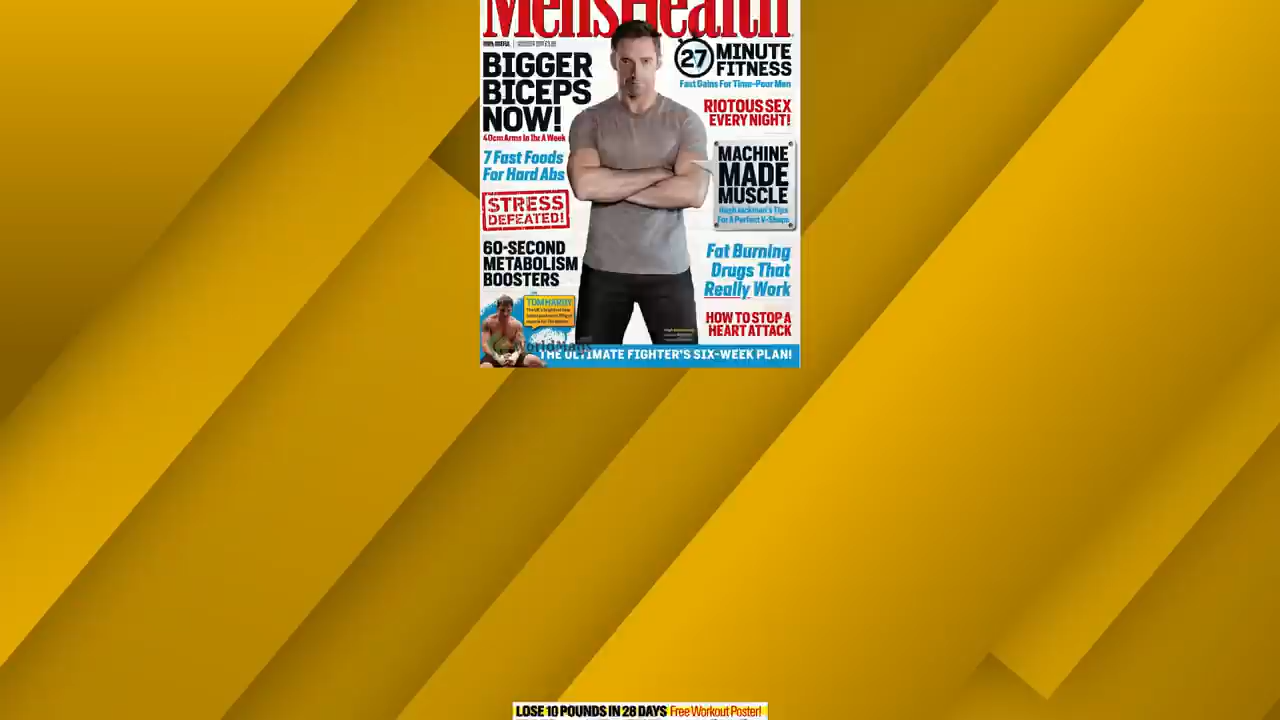 Men'sHealth
27 MINUTE
FITNESS
Fast Gains For Time-Poor Men
BIGGER
BICEPS
NOW!
40cm Arms In Just A Week
RIOTOUS SEX
EVERY NIGHT!
7 Fast Foods
For Hard Abs
MACHINE
MADE
MUSCLE
Hugh Jackman's Tips
For A Perfect V-Shape
STRESS
DEFEATED!
60-SECOND
METABOLISM
BOOSTERS
Fat Burning
Drugs That
Really Work
TOM HARDY
HOW TO STOP A
HEART ATTACK
WorldMags
THE ULTIMATE FIGHTER'S SIX-WEEK PLAN!
LOSE 10 POUNDS IN 28 DAYS Free Workout Poster!